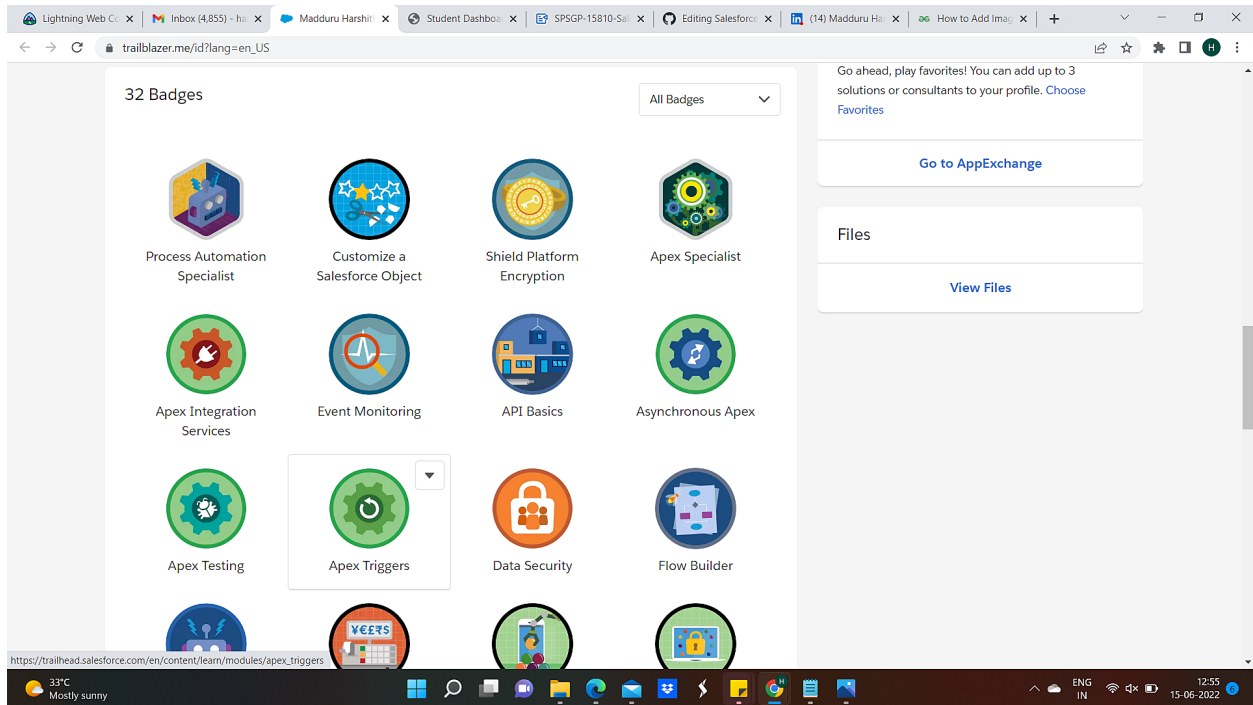 Lightning Web Co
Inbox (4,855) - ha
Madduru Harshith
Student Dashboa
SPSGP-15810-Sal
Editing Salesforce
(14) Madduru Ha
How to Add Imag
trailblazer.me/id?lang=en_US
H
32 Badges
All Badges
Go ahead, play favorites! You can add up to 3
solutions or consultants to your profile. Choose
Favorites
Go to AppExchange
Files
View Files
Process Automation
Specialist
Customize a
Salesforce Object
Shield Platform
Encryption
Apex Specialist
Apex Integration
Services
Event Monitoring
API Basics
Asynchronous Apex
Apex Testing
Apex Triggers
Data Security
Flow Builder
¥€£₹$
https://trailhead.salesforce.com/en/content/learn/modules/apex_triggers
33°C
Mostly sunny
H
ENG
IN
12:55
15-06-2022
6